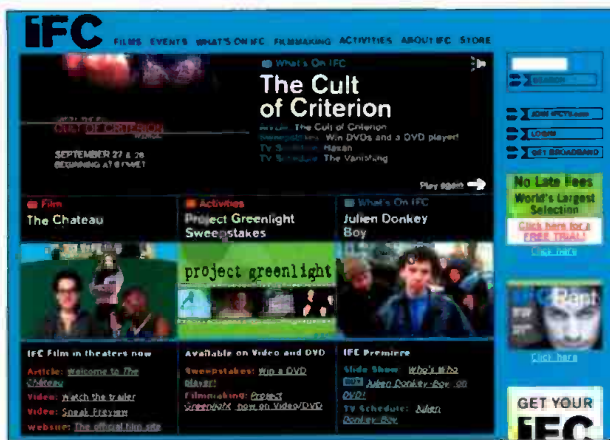 iFC
FILMS EVENTS WHAT'S ON IFC FILMMAKING ACTIVITIES ABOUT IFC STORE
SEARCH
What's On IFC
The Cult
of Criterion
Article: The Cult of Criterion
Sweepstakes: Win DVDs and a DVD player!
TV Schedule:
TV Schedule: The Vanishing
CULT OF CRITERION
SEPTEMBER 27 & 28
BEGINNING AT 8 PM ET
Play again
LOGIN
GET BROADBAND
Film
The Chateau
Activities
Project Greenlight
Sweepstakes
What's On IFC
Julien Donkey
Boy
project greenlight
No Late Fees
World's Largest
Selection
Click here for a
FREE TRIAL!
Click here
IFC Rant
Click here
IFC Film in theaters now
Article: Welcome to The
Château
Video: Watch the trailer
Video: Sneak Preview
Website: The official film site
Available on Video and DVD
Sweepstakes: Win a DVD
player!
Filmmaking: Project
Greenlight now on Video/DVD
IFC Premiere
Slide Show: Who's Who
Julien Donkey-Boy on
DVD!
TV Schedule: Julien
Donkey-Boy
GET YOUR
iFC